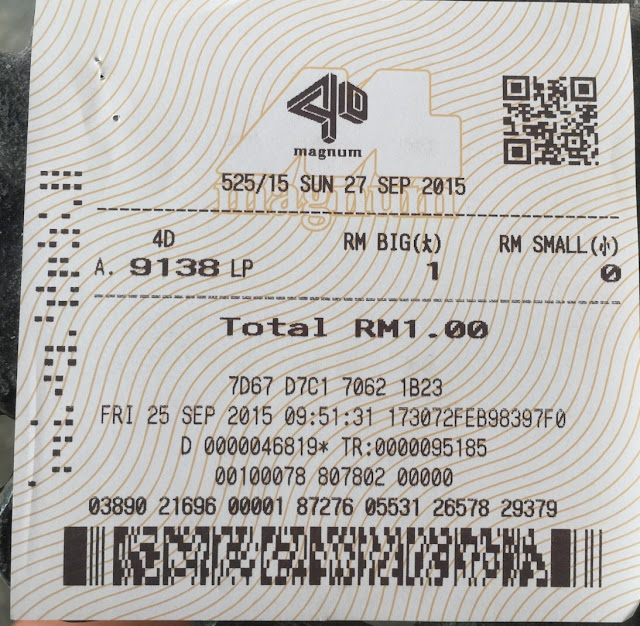 4D
magnum
525/15 SUN 27 SEP 2015
4D RM BIG(大) RM SMALL(小)
A. 9138 LP 1 0
Total RM1.00
7D67 D7C1 7062 1B23
FRI 25 SEP 2015 09:51:31 173072FEB98397F0
D 0000046819* TR:0000095185
00100078 807802 00000
03890 21696 00001 87276 05531 26578 29379